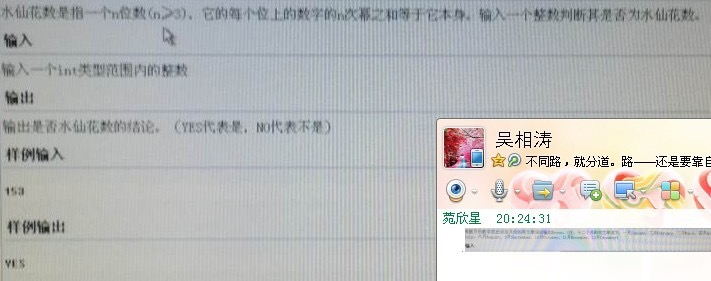 水仙花数是指一个n位数(n≥3), 它的每个位上的数字的n次幂之和等于它本身。输入一个整数判断其是否为水仙花数。
输入
输入一个int类型范围内的整数
输出
输出是否水仙花数的结论。(YES代表是, NO代表不是)
样例输入
153
样例输出
YES
吴相涛
不同路,就分道。路——还是要靠自
菀欣星 20:24:31
输入